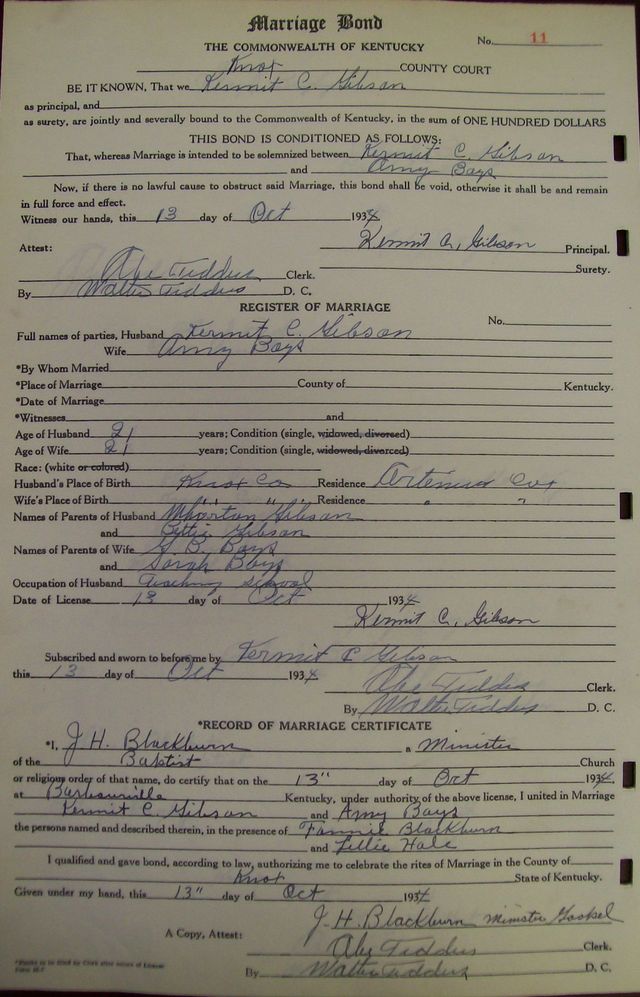 Marriage Bond
No. 11
THE COMMONWEALTH OF KENTUCKY
Knox COUNTY COURT
BE IT KNOWN, That we Kermit C. Gibson
as principal, and
as surety, are jointly and severally bound to the Commonwealth of Kentucky, in the sum of ONE HUNDRED DOLLARS
THIS BOND IS CONDITIONED AS FOLLOWS:
That, whereas Marriage is intended to be solemnized between Kermit C. Gibson
and Amy Bays
Now, if there is no lawful cause to obstruct said Marriage, this bond shall be void, otherwise it shall be and remain
in full force and effect.
Witness our hands, this 13 day of Oct 1934
Kermit C. Gibson Principal.
Attest: Surety.
Abe Clerk.
By Walter D. C.
REGISTER OF MARRIAGE
No.
Full names of parties, Husband Kermit C. Gibson
Wife Amy Bays
*By Whom Married
*Place of Marriage County of Kentucky.
*Date of Marriage
*Witnesses and
Age of Husband 21 years; Condition (single, widowed, divorced)
Age of Wife 21 years; Condition (single, widowed, divorced)
Race: (white or colored)
Husband's Place of Birth Knox Co Residence Artemus
Wife's Place of Birth " " Residence " "
Names of Parents of Husband Gibson
and Bettie Gibson
Names of Parents of Wife G. B. Bays
and Sarah Bays
Occupation of Husband Teaching school
Date of License 13 day of Oct 1934
Kermit C. Gibson
Subscribed and sworn to before me by Kermit C Gibson
this 13 day of Oct 1934
Abe Clerk.
By Walter D. C.
*RECORD OF MARRIAGE CERTIFICATE
*I, J. H. Blackburn a Minister
of the Baptist Church
or religious order of that name, do certify that on the 13" day of Oct 1934
at Barbourville Kentucky, under authority of the above license, I united in Marriage
Kermit C. Gibson and Amy Bays
the persons named and described therein, in the presence of Fannie Blackburn
and Lillie Hale
I qualified and gave bond, according to law, authorizing me to celebrate the rites of Marriage in the County of
Knox State of Kentucky.
Given under my hand, this 13" day of Oct 1934
J. H. Blackburn Minister Gospel
A Copy, Attest: Abe Clerk.
By Walter D. C.